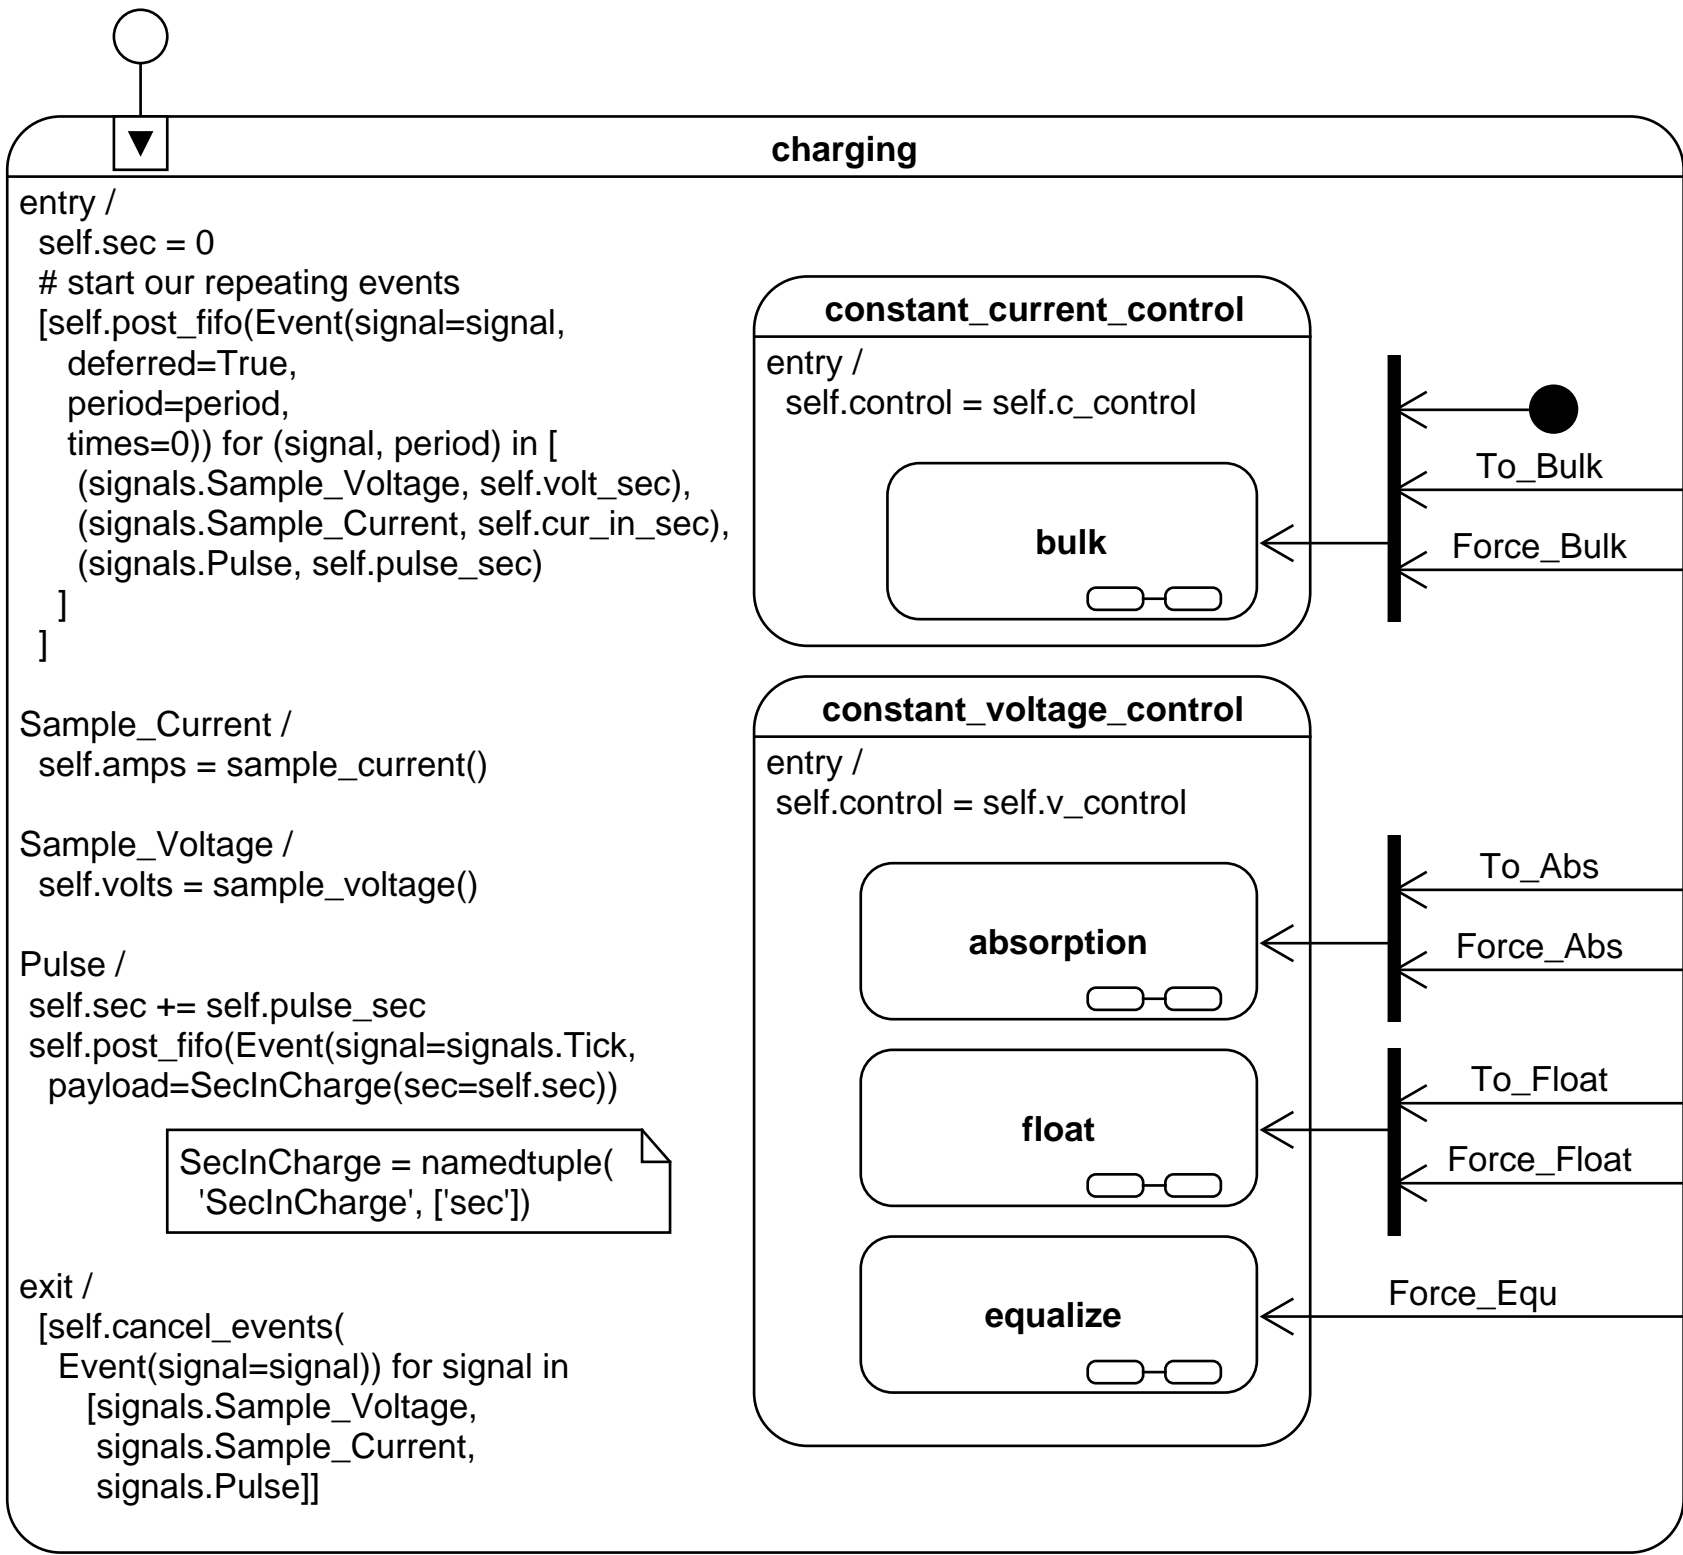 charging
entry /
self.sec = 0
# start our repeating events
[self.post_fifo(Event(signal=signal,
deferred=True,
period=period,
times=0)) for (signal, period) in [
(signals.Sample_Voltage, self.volt_sec),
(signals.Sample_Current, self.cur_in_sec),
(signals.Pulse, self.pulse_sec)
]
]
Sample_Current /
self.amps = sample_current()
Sample_Voltage /
self.volts = sample_voltage()
Pulse /
self.sec += self.pulse_sec
self.post_fifo(Event(signal=signals.Tick,
payload=SecInCharge(sec=self.sec))
SecInCharge = namedtuple(
'SecInCharge', ['sec'])
exit /
[self.cancel_events(
Event(signal=signal)) for signal in
[signals.Sample_Voltage,
signals.Sample_Current,
signals.Pulse]]
constant_current_control
entry /
self.control = self.c_control
bulk
To_Bulk
Force_Bulk
constant_voltage_control
entry /
self.control = self.v_control
absorption
To_Abs
Force_Abs
float
To_Float
Force_Float
equalize
Force_Equ